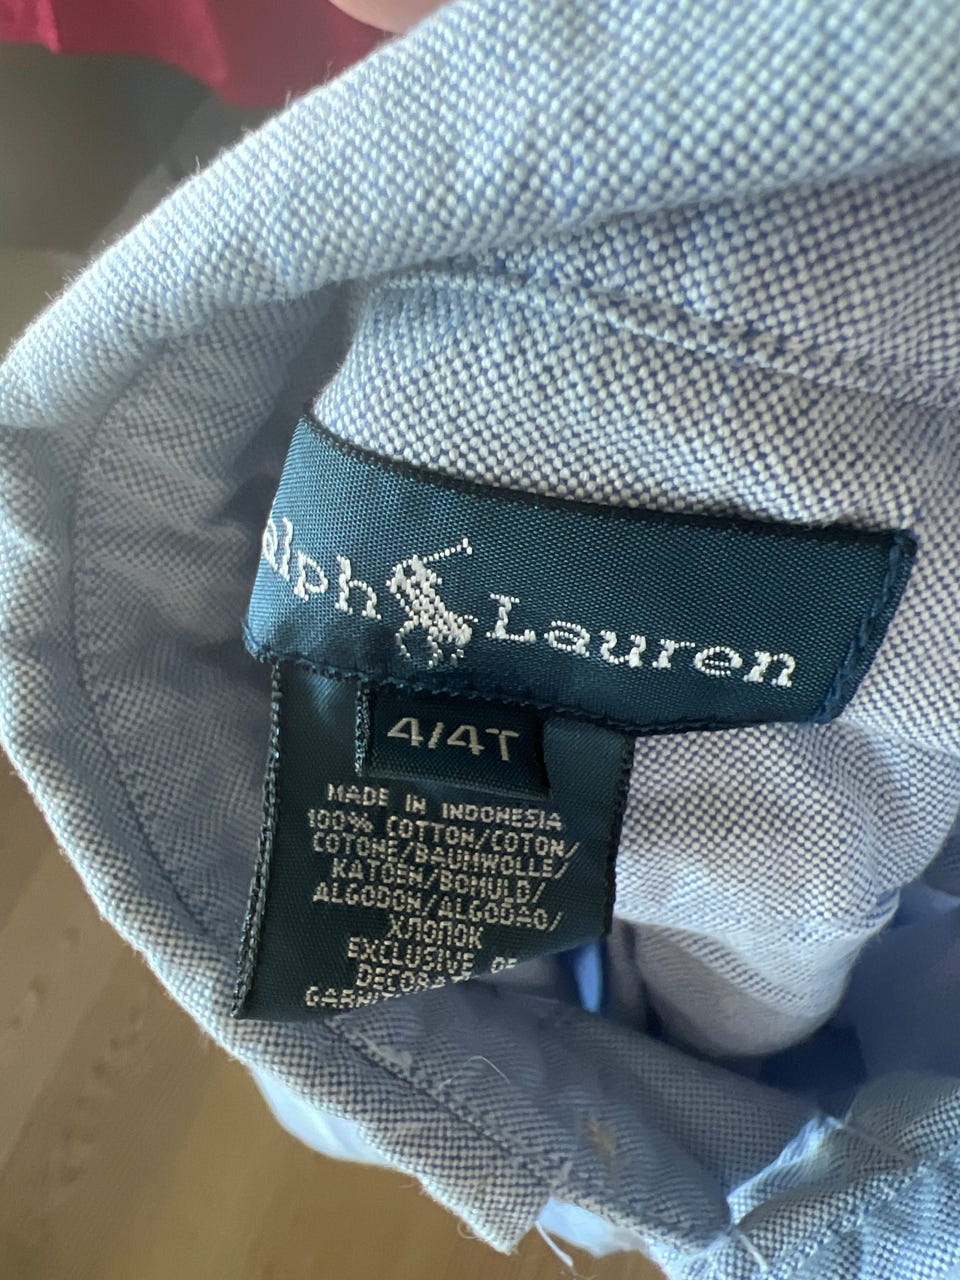 alph Lauren
4/4T
MADE IN INDONESIA
100% COTTON/COTON/
COTONE/BAUMWOLLE/
KATOEN/BOMULD/
ALGODON/ALGODAO/
ХЛОПОК
EXCLUSIVE OF